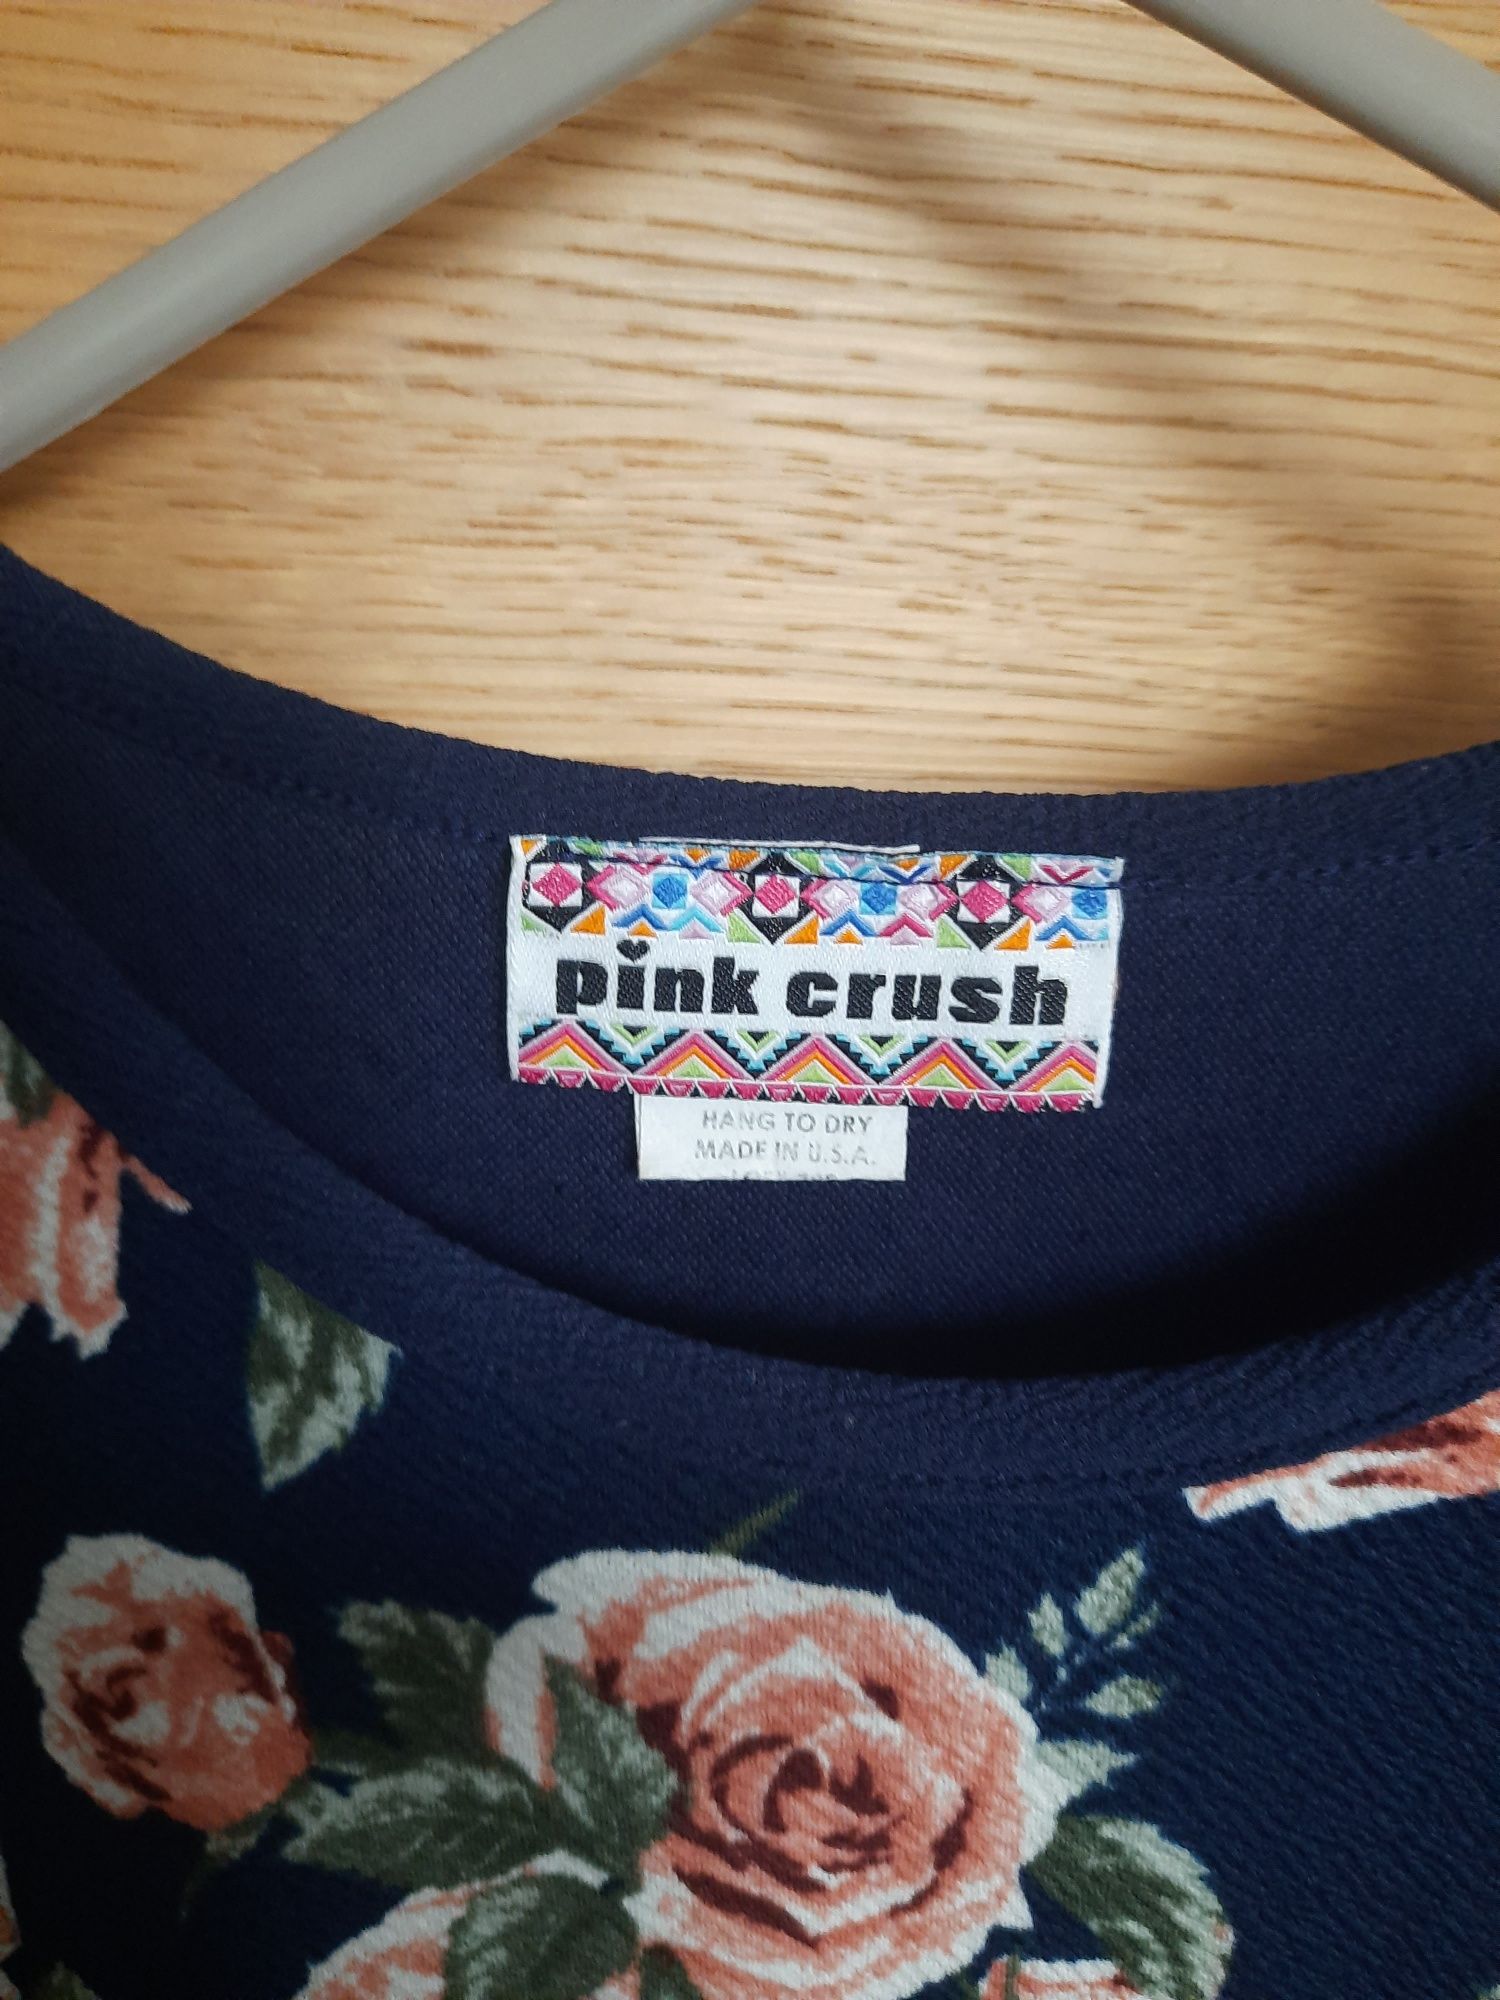 pink crush
HANG TO DRY
MADE IN U.S.A.